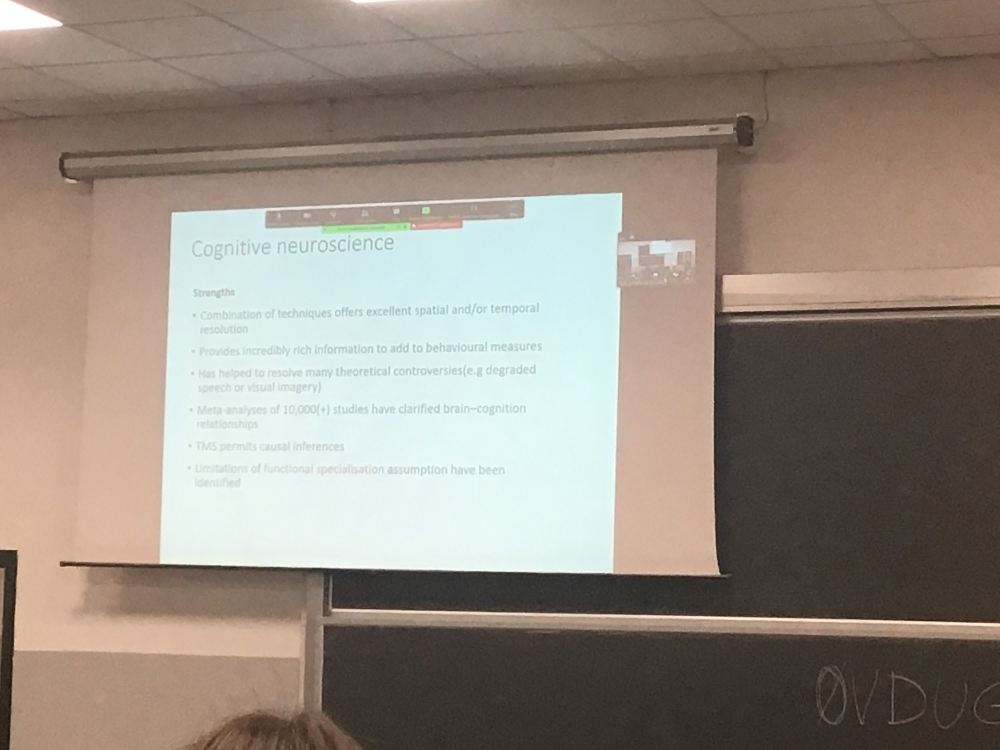 Cognitive neuroscience
Strengths
• Combination of techniques offers excellent spatial and/or temporal
resolution
• Provides incredibly rich information to add to behavioural measures
• Has helped to resolve many theoretical controversies(e.g degraded
speech or visual imagery)
• Meta-analyses of 10,000(+) studies have clarified brain–cognition
relationships
• TMS permits causal inferences
• Limitations of functional specialisation assumption have been
identified
ØVDUG